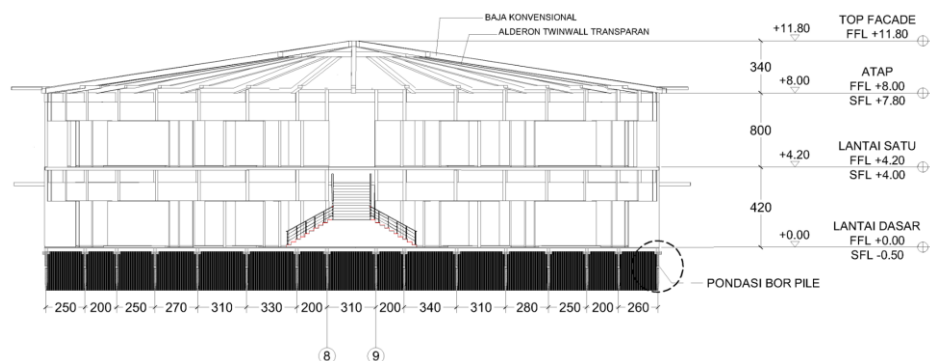 BAJA KONVENSIONAL
ALDERON TWINWALL TRANSPARAN
+11.80
TOP FACADE
FFL +11.80
340
+8.00
ATAP
FFL +8.00
SFL +7.80
800
+4.20
LANTAI SATU
FFL +4.20
SFL +4.00
420
+0.00
LANTAI DASAR
FFL +0.00
SFL -0.50
PONDASI BOR PILE
250 200 250 270 310 330 200 310 200 340 310 280 250 200 260
8 9